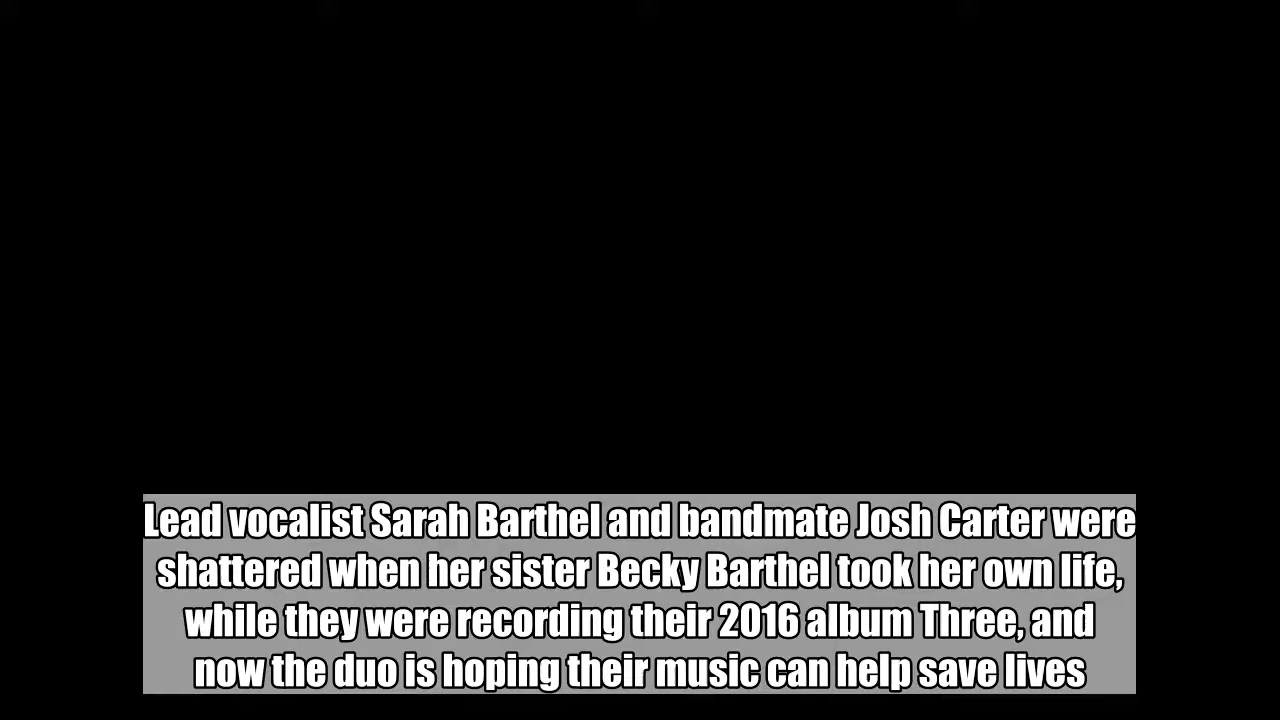 Lead vocalist Sarah Barthel and bandmate Josh Carter were
shattered when her sister Becky Barthel took her own life,
while they were recording their 2016 album Three, and
now the duo is hoping their music can help save lives